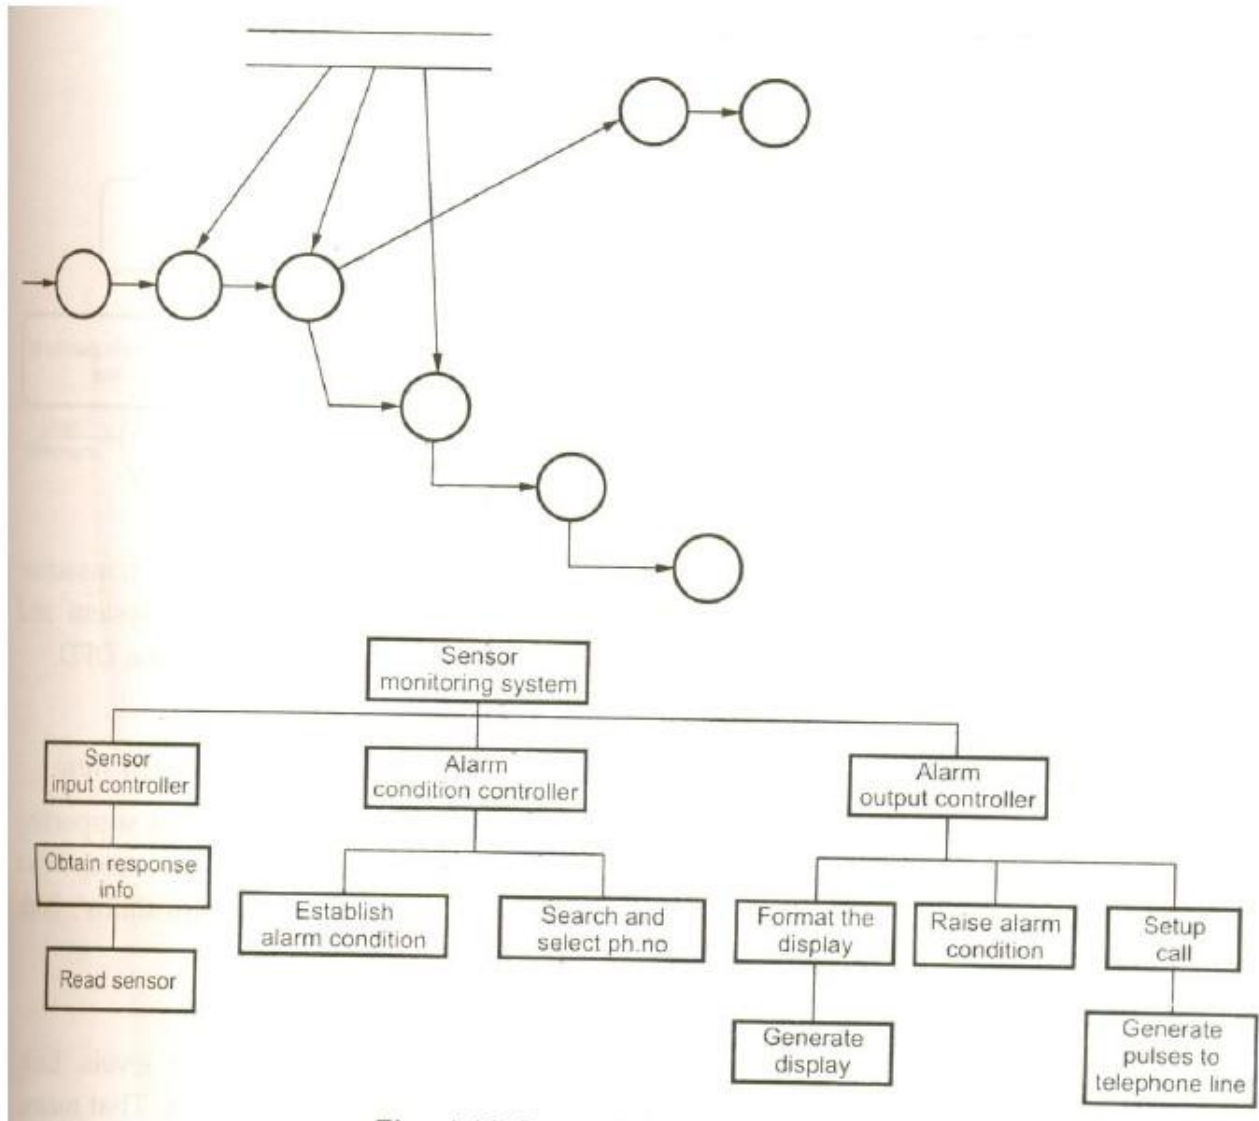 Sensor
monitoring system
Sensor
input controller
Alarm
condition controller
Alarm
output controller
Obtain response
info
Establish
alarm condition
Search and
select ph.no
Format the
display
Raise alarm
condition
Setup
call
Read sensor
Generate
display
Generate
pulses to
telephone line